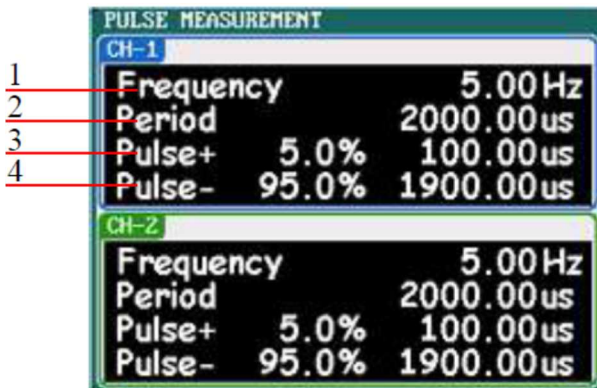 PULSE MEASUREMENT
CH-1
1 Frequency 5.00Hz
2 Period 2000.00us
3 Pulse+ 5.0% 100.00us
4 Pulse- 95.0% 1900.00us
CH-2
Frequency 5.00Hz
Period 2000.00us
Pulse+ 5.0% 100.00us
Pulse- 95.0% 1900.00us